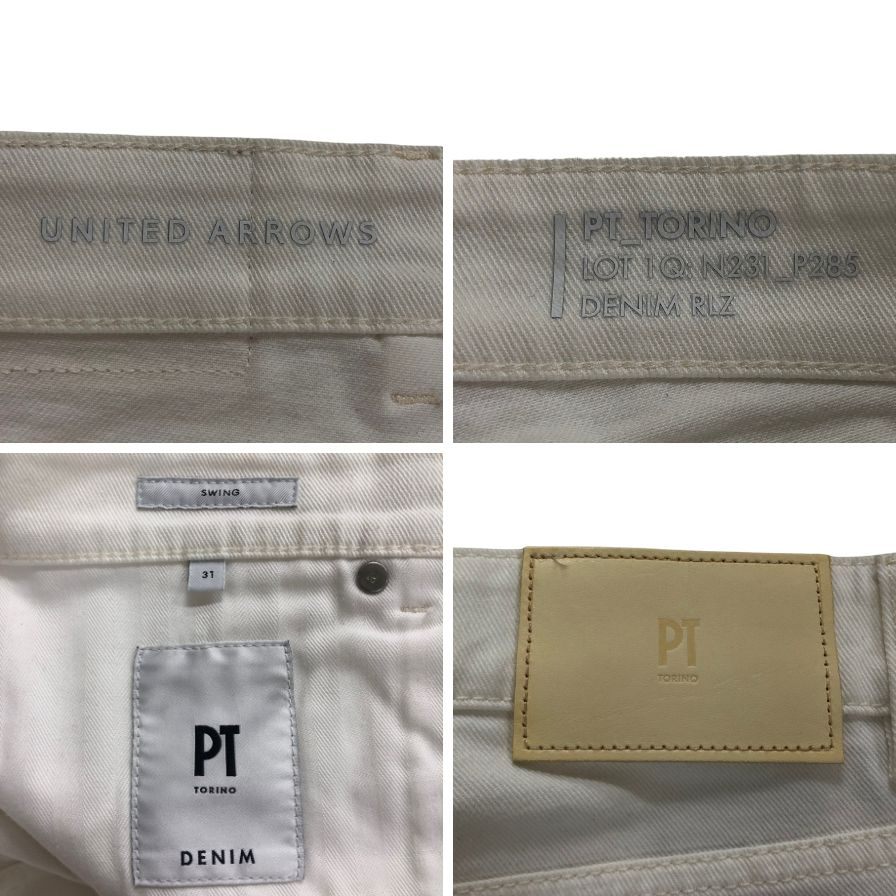 UNITED ARROWS
PT_TORINO
LOT 1Q: N231_P285
DENIM RLZ
SWING
31
PT
TORINO
DENIM
PT
TORINO